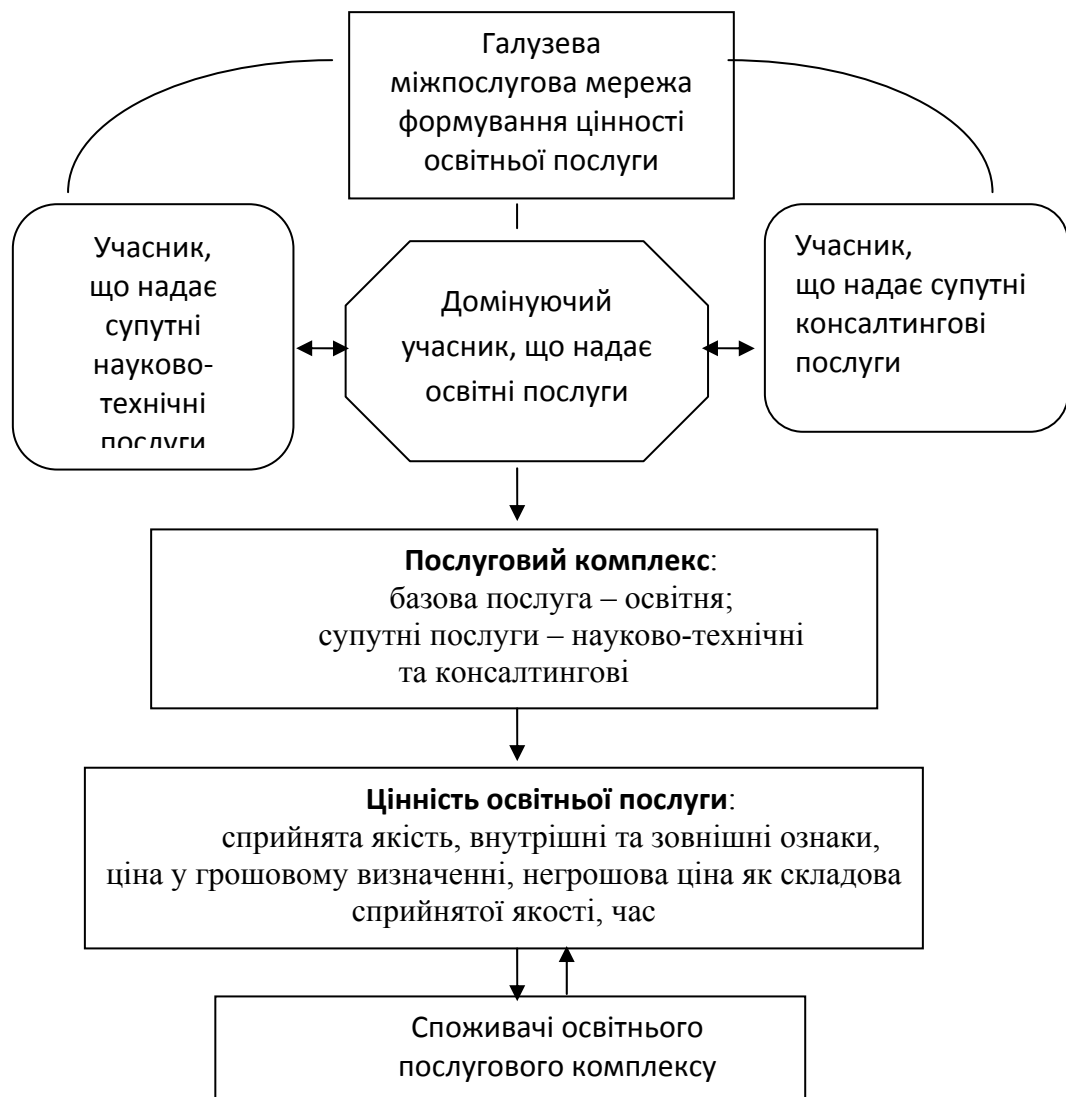 Галузева
міжпослугова мережа
формування цінності
освітньої послуги
Учасник,
що надає
супутні
науково-
технічні
послуги
Домінуючий
учасник, що надає
освітні послуги
Учасник,
що надає супутні
консалтингові
послуги
Послуговий комплекс:
базова послуга – освітня;
супутні послуги – науково-технічні
та консалтингові
Цінність освітньої послуги:
сприйнята якість, внутрішні та зовнішні ознаки,
ціна у грошовому визначенні, негрошова ціна як складова
сприйнятої якості, час
Споживачі освітнього
послугового комплексу